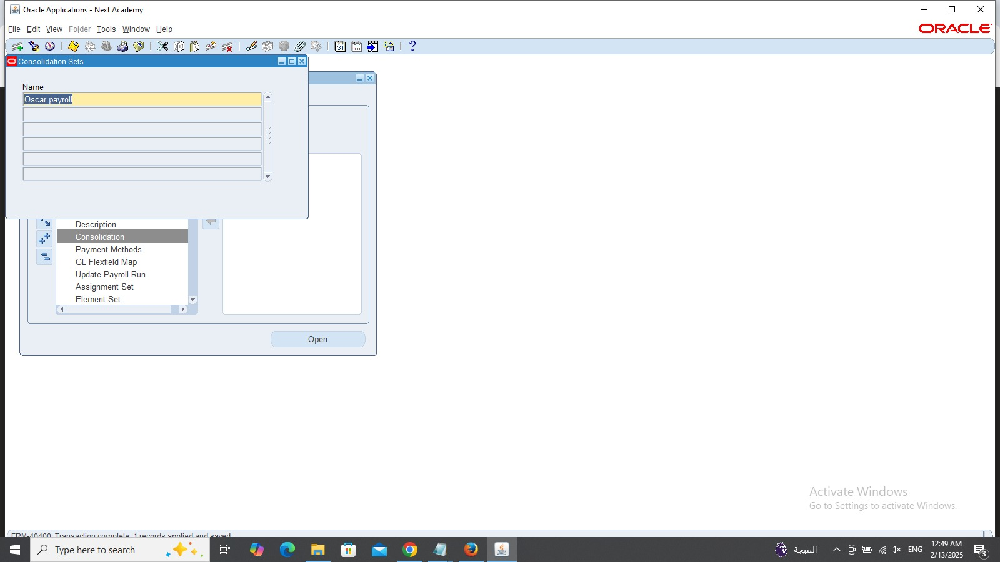 Oracle Applications - Next Academy
File Edit View Folder Tools Window Help
ORACLE
31
Consolidation Sets
Name
Oscar payroll
Description
Consolidation
Payment Methods
GL Flexfield Map
Update Payroll Run
Assignment Set
Element Set
Open
Activate Windows
Go to Settings to activate Windows.
FRM-40400: Transaction complete: 1 records applied and saved.
Type here to search
النتيجة
ENG
12:49 AM
2/13/2025
3